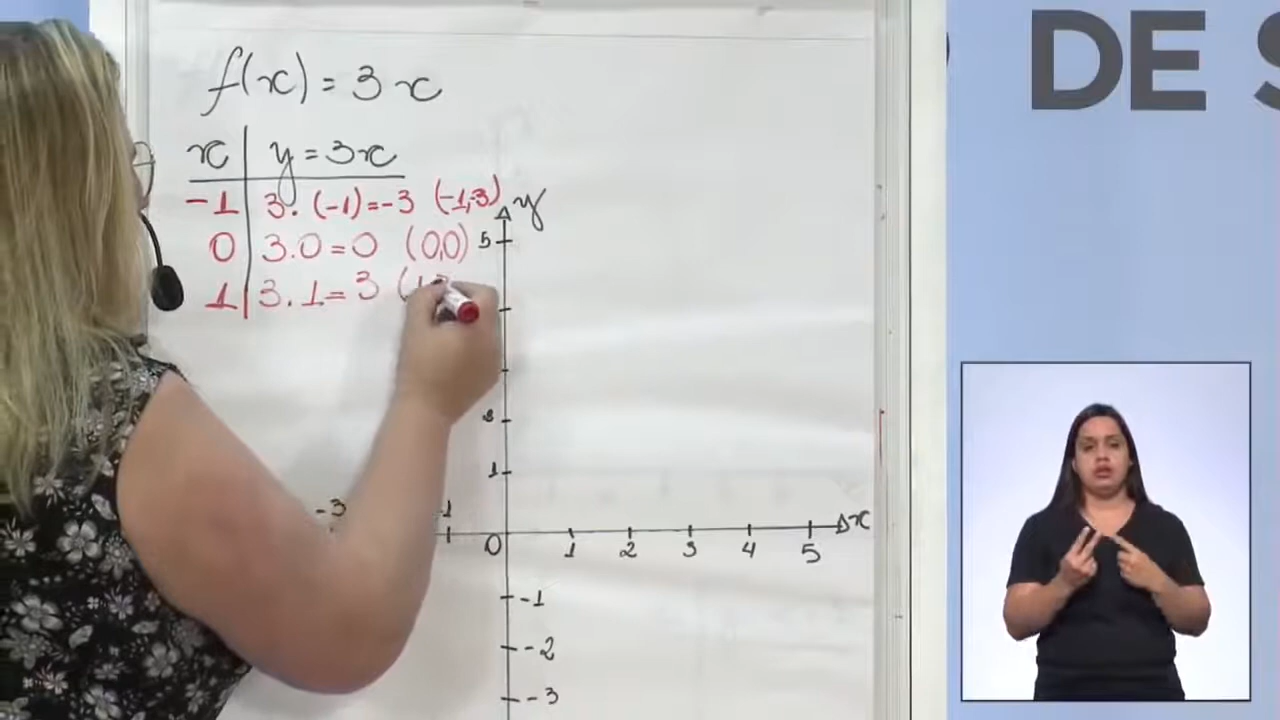 DE S
f(x) = 3x
x | y = 3x
-1 | 3. (-1) = -3 (-1,-3)
0 | 3.0 = 0 (0,0)
1 | 3. 1 = 3 (1,
y
5
1
-3 -1
x
0 1 2 3 4 5
-1
-2
-3